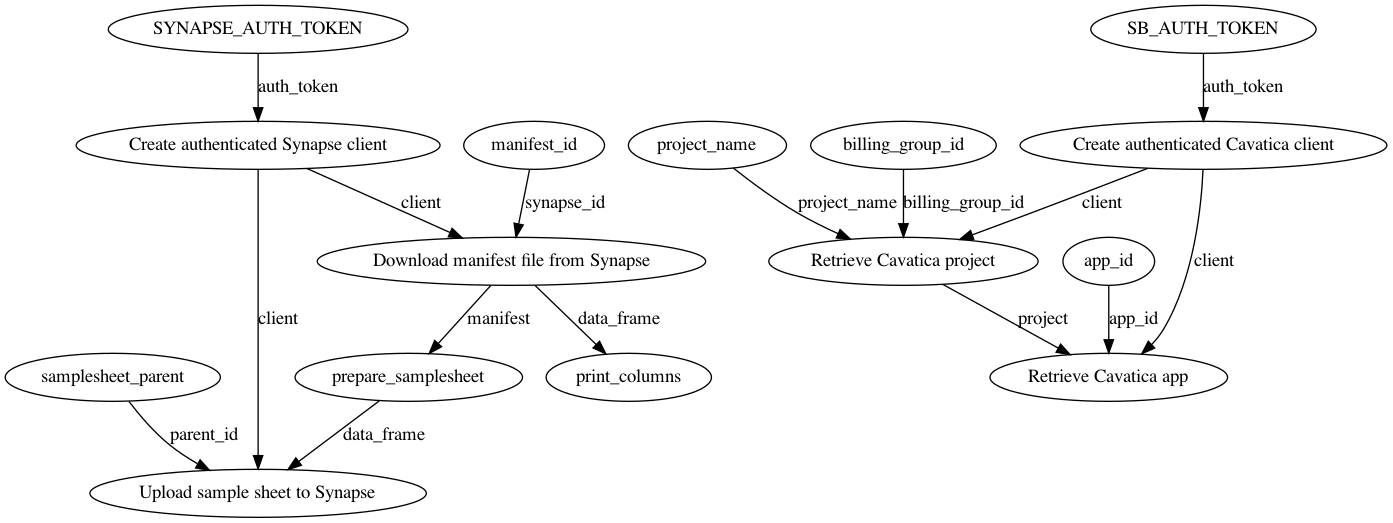 SYNAPSE_AUTH_TOKEN
SB_AUTH_TOKEN
auth_token
auth_token
Create authenticated Synapse client
manifest_id
project_name
billing_group_id
Create authenticated Cavatica client
client
synapse_id
project_name
billing_group_id
client
Download manifest file from Synapse
Retrieve Cavatica project
app_id
client
client
manifest
data_frame
project
app_id
samplesheet_parent
prepare_samplesheet
print_columns
Retrieve Cavatica app
parent_id
data_frame
Upload sample sheet to Synapse